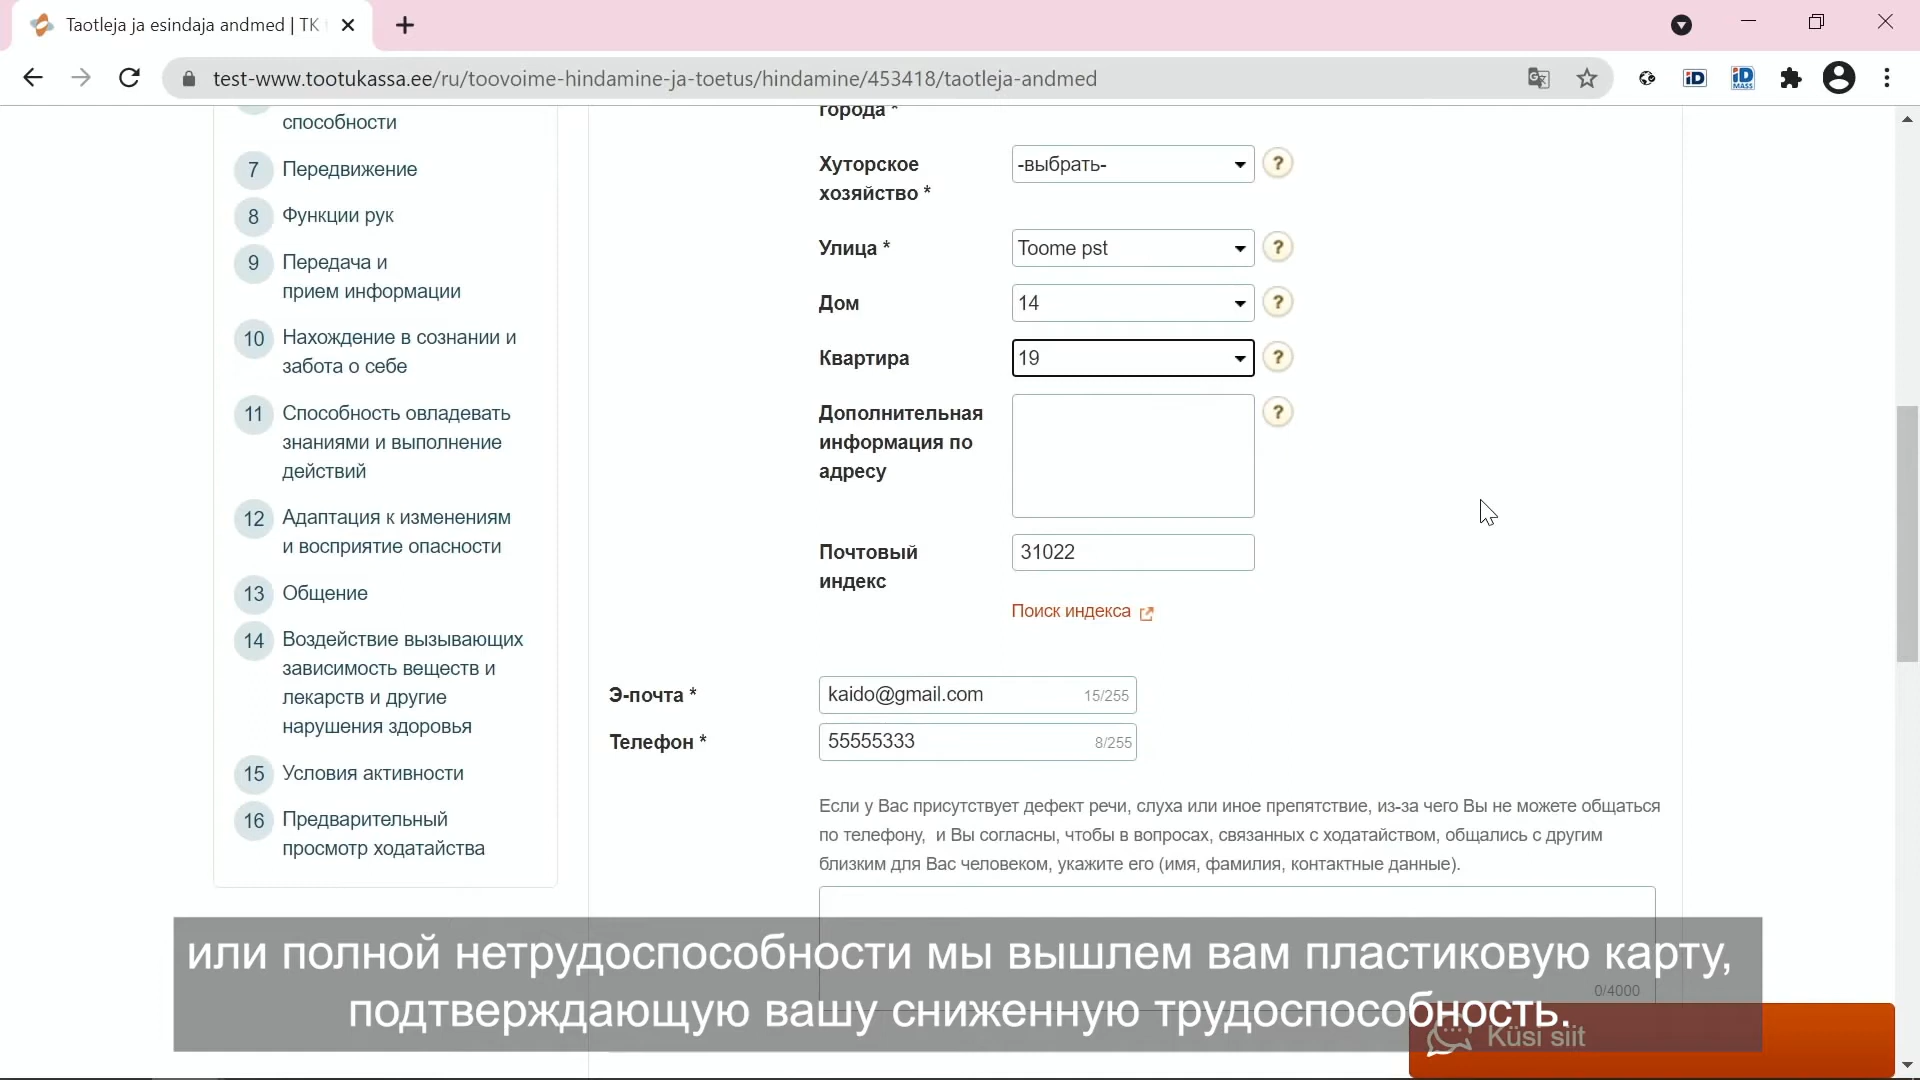 Taotleja ja esindaja andmed | TK
test-www.tootukassa.ee/ru/toovoime-hindamine-ja-toetus/hindamine/453418/taotleja-andmed
iD
iD
MASS
способности
7 Передвижение
8 Функции рук
9 Передача и
прием информации
10 Нахождение в сознании и
забота о себе
11 Способность овладевать
знаниями и выполнение
действий
12 Адаптация к изменениям
и восприятие опасности
13 Общение
14 Воздействие вызывающих
зависимость веществ и
лекарств и другие
нарушения здоровья
15 Условия активности
16 Предварительный
просмотр ходатайства
города *
Хуторское
хозяйство *
-выбрать-
?
Улица *
Toome pst
?
Дом
14
?
Квартира
19
?
Дополнительная
информация по
адресу
?
Почтовый
индекс
31022
Поиск индекса
Э-почта *
kaido@gmail.com 15/255
Телефон *
55555333 8/255
Если у Вас присутствует дефект речи, слуха или иное препятствие, из-за чего Вы не можете общаться
по телефону, и Вы согласны, чтобы в вопросах, связанных с ходатайством, общались с другим
близким для Вас человеком, укажите его (имя, фамилия, контактные данные).
0/4000
или полной нетрудоспособности мы вышлем вам пластиковую карту,
подтверждающую вашу сниженную трудоспособность.
Küsi siit